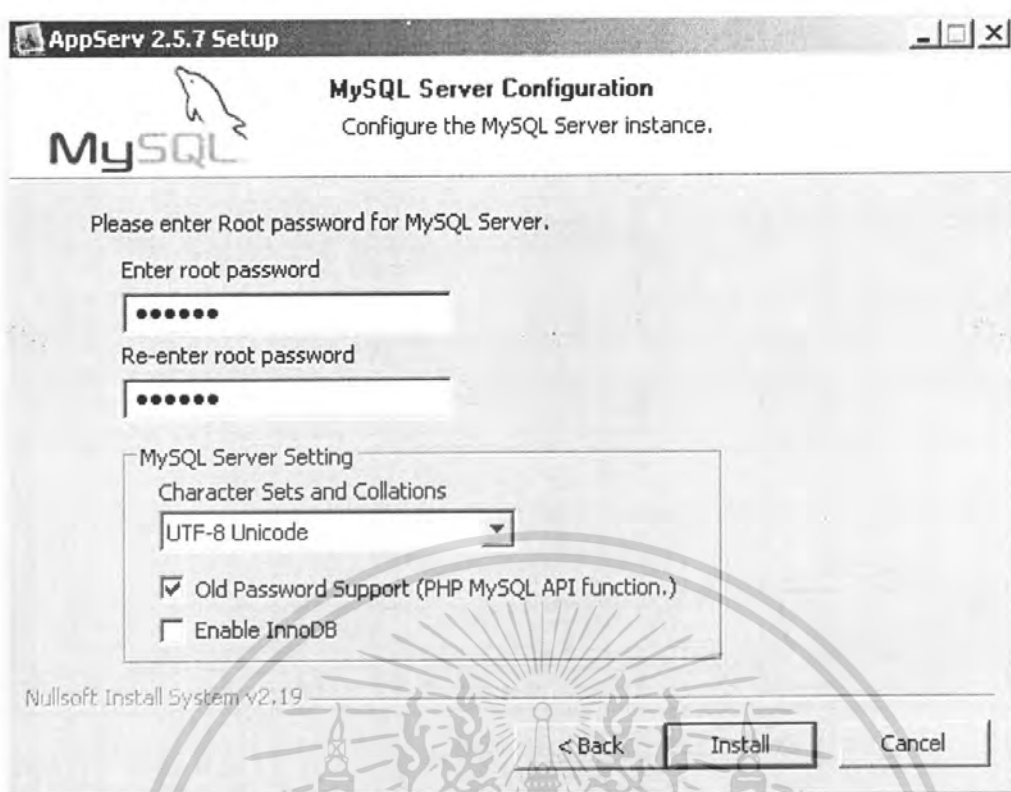 AppServ 2.5.7 Setup
MySQL
MySQL Server Configuration
Configure the MySQL Server instance.
Please enter Root password for MySQL Server.
Enter root password
••••••
Re-enter root password
••••••
MySQL Server Setting
Character Sets and Collations
UTF-8 Unicode
Old Password Support (PHP MySQL API function.)
Enable InnoDB
Nullsoft Install System v2.19
< Back
Install
Cancel